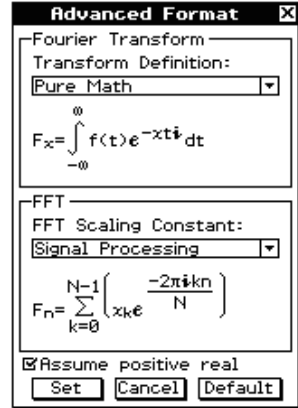 Advanced Format
Fourier Transform
Transform Definition:
Pure Math
Fx=∫−∞^∞ f(t)e^−xti dt
FFT
FFT Scaling Constant:
Signal Processing
Fn=Σk=0^N-1 (xke^(−2πikn/N))
Assume positive real
Set Cancel Default